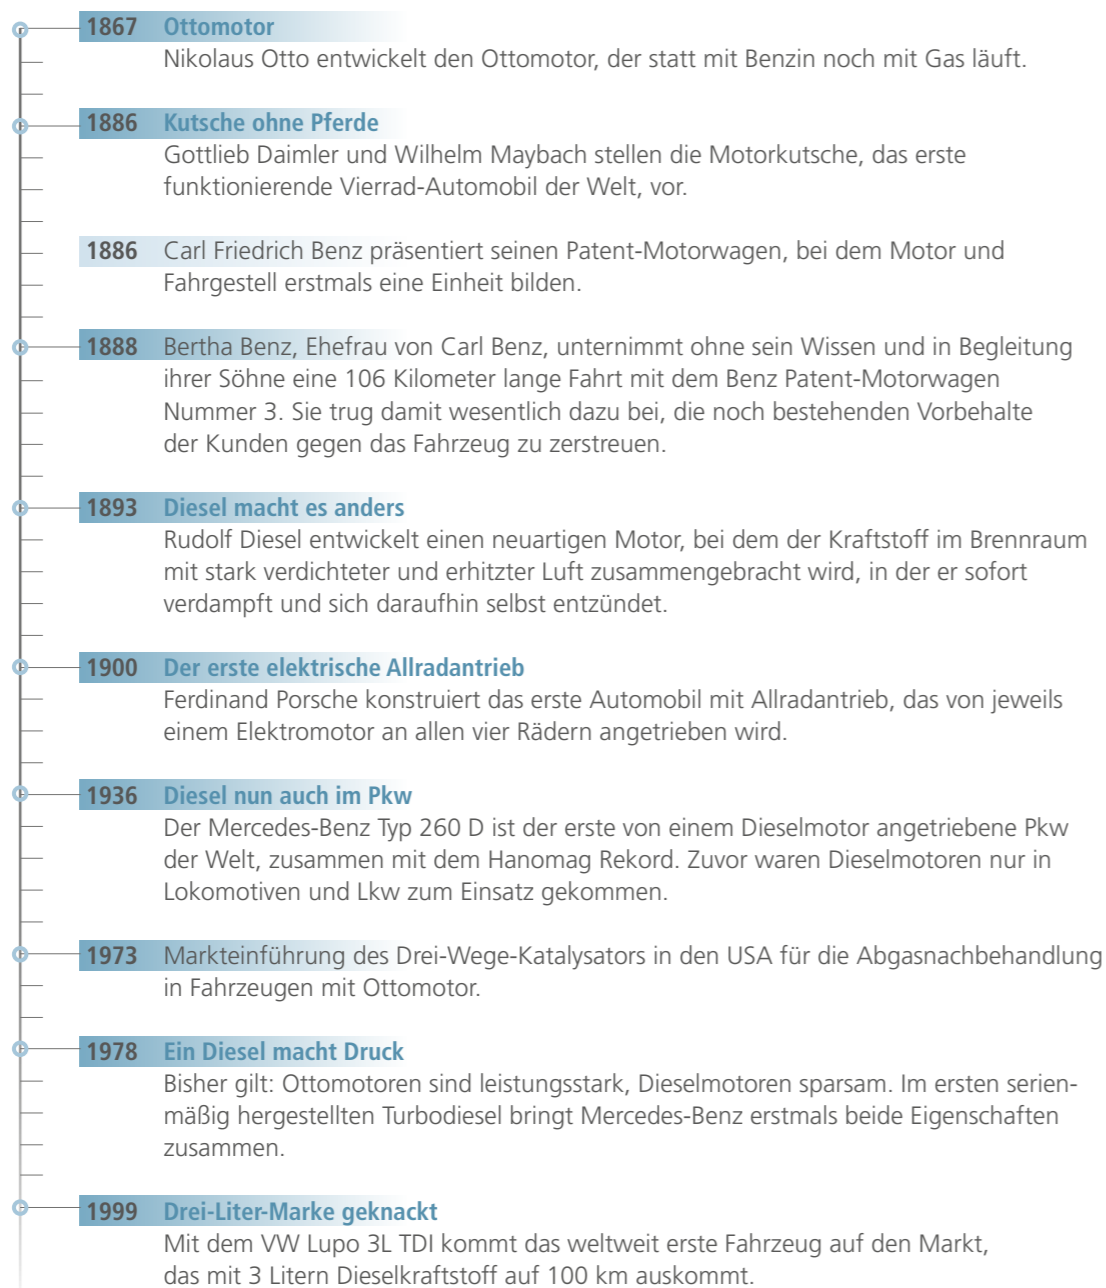 1867 Ottomotor
Nikolaus Otto entwickelt den Ottomotor, der statt mit Benzin noch mit Gas läuft.
1886 Kutsche ohne Pferde
Gottlieb Daimler und Wilhelm Maybach stellen die Motorkutsche, das erste
funktionierende Vierrad-Automobil der Welt, vor.
1886 Carl Friedrich Benz präsentiert seinen Patent-Motorwagen, bei dem Motor und
Fahrgestell erstmals eine Einheit bilden.
1888 Bertha Benz, Ehefrau von Carl Benz, unternimmt ohne sein Wissen und in Begleitung
ihrer Söhne eine 106 Kilometer lange Fahrt mit dem Benz Patent-Motorwagen
Nummer 3. Sie trug damit wesentlich dazu bei, die noch bestehenden Vorbehalte
der Kunden gegen das Fahrzeug zu zerstreuen.
1893 Diesel macht es anders
Rudolf Diesel entwickelt einen neuartigen Motor, bei dem der Kraftstoff im Brennraum
mit stark verdichteter und erhitzter Luft zusammengebracht wird, in der er sofort
verdampft und sich daraufhin selbst entzündet.
1900 Der erste elektrische Allradantrieb
Ferdinand Porsche konstruiert das erste Automobil mit Allradantrieb, das von jeweils
einem Elektromotor an allen vier Rädern angetrieben wird.
1936 Diesel nun auch im Pkw
Der Mercedes-Benz Typ 260 D ist der erste von einem Dieselmotor angetriebene Pkw
der Welt, zusammen mit dem Hanomag Rekord. Zuvor waren Dieselmotoren nur in
Lokomotiven und Lkw zum Einsatz gekommen.
1973 Markteinführung des Drei-Wege-Katalysators in den USA für die Abgasnachbehandlung
in Fahrzeugen mit Ottomotor.
1978 Ein Diesel macht Druck
Bisher gilt: Ottomotoren sind leistungsstark, Dieselmotoren sparsam. Im ersten serien-
mäßig hergestellten Turbodiesel bringt Mercedes-Benz erstmals beide Eigenschaften
zusammen.
1999 Drei-Liter-Marke geknackt
Mit dem VW Lupo 3L TDI kommt das weltweit erste Fahrzeug auf den Markt,
das mit 3 Litern Dieselkraftstoff auf 100 km auskommt.